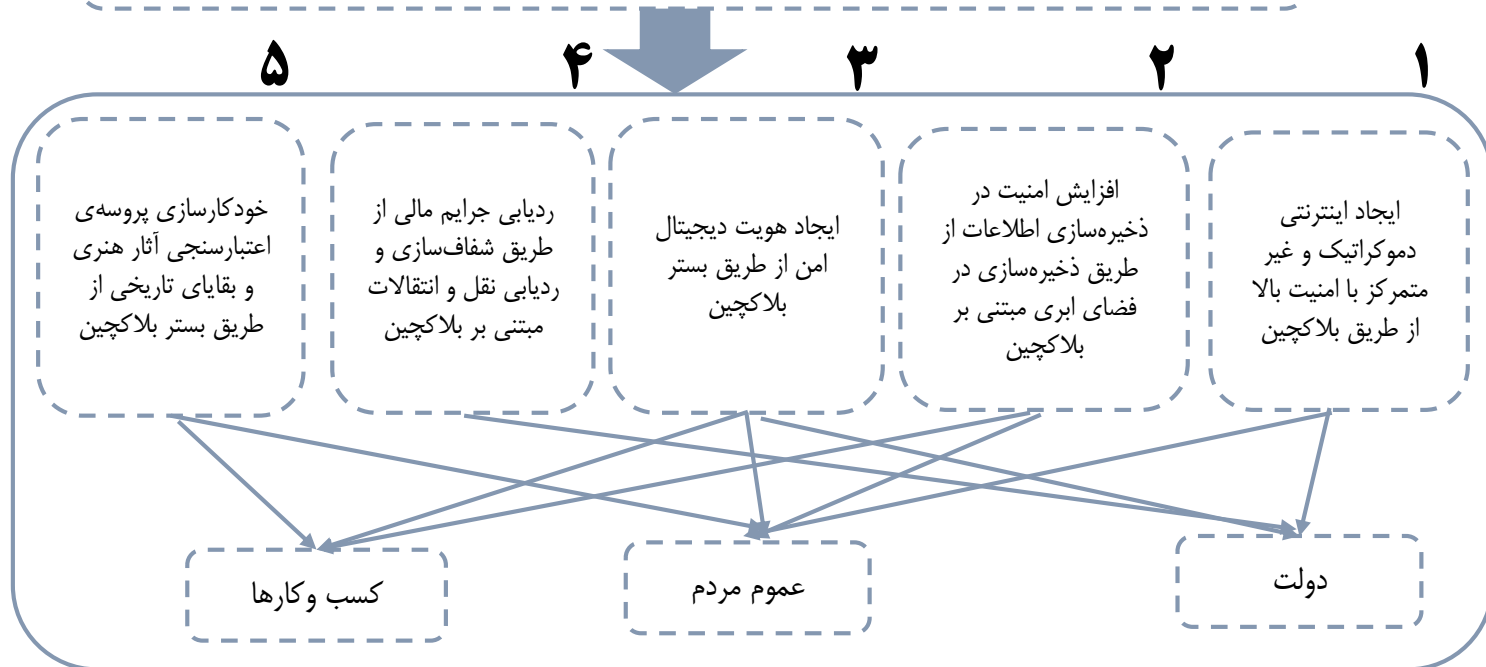 ۱
۲
۳
۴
۵
ایجاد اینترنتی
دموکراتیک و غیر
متمرکز با امنیت بالا
از طریق بلاکچین
افزایش امنیت در
ذخیره‌سازی اطلاعات از
طریق ذخیره‌سازی در
فضای ابری مبتنی بر
بلاکچین
ایجاد هویت دیجیتال
امن از طریق بستر
بلاکچین
ردیابی جرایم مالی از
طریق شفاف‌سازی و
ردیابی نقل و انتقالات
مبتنی بر بلاکچین
خودکارسازی پروسه‌ی
اعتبارسنجی آثار هنری
و بقایای تاریخی از
طریق بستر بلاکچین
دولت
عموم مردم
کسب وکارها